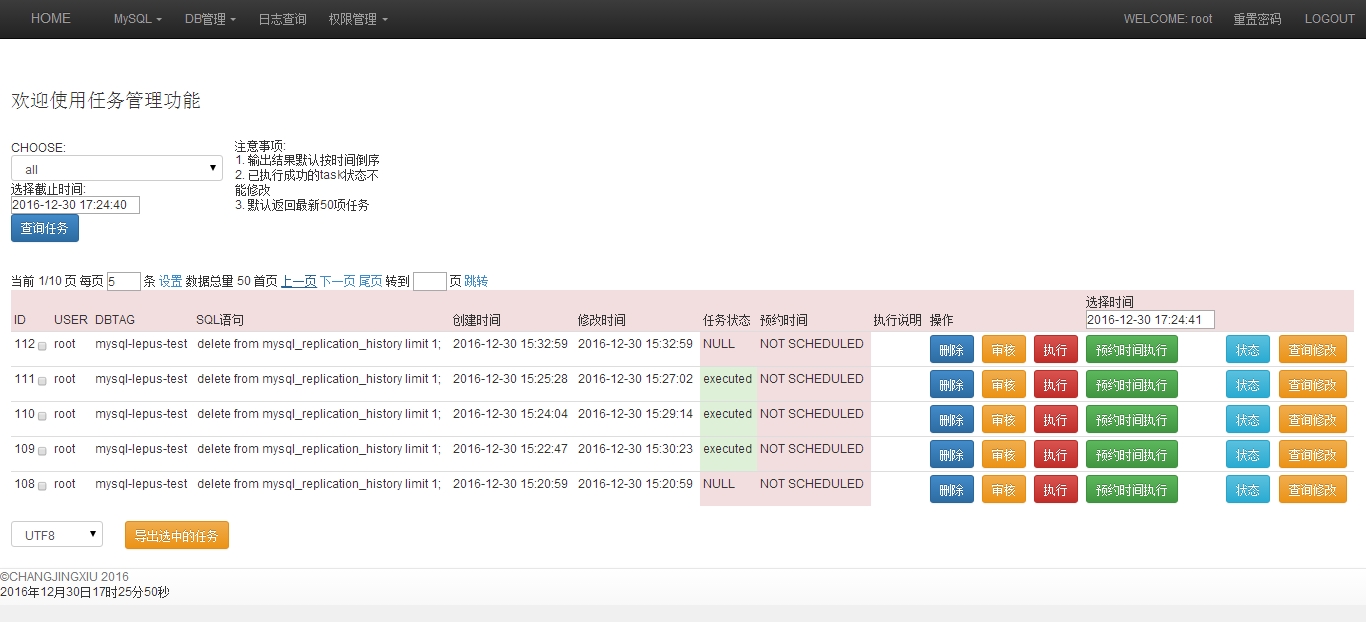 HOME MySQL DB管理 日志查询 权限管理 WELCOME: root 重置密码 LOGOUT
欢迎使用任务管理功能
CHOOSE:
all
选择截止时间:
2016-12-30 17:24:40
查询任务
注意事项:
1. 输出结果默认按时间倒序
2. 已执行成功的task状态不
能修改
3. 默认返回最新50项任务
当前 1/10 页 每页 5 条 设置 数据总量 50 首页 上一页 下一页 尾页 转到 页 跳转
选择时间
ID USER DBTAG SQL语句 创建时间 修改时间 任务状态 预约时间 执行说明 操作 2016-12-30 17:24:41
112 root mysql-lepus-test delete from mysql_replication_history limit 1; 2016-12-30 15:32:59 2016-12-30 15:32:59 NULL NOT SCHEDULED 删除 审核 执行 预约时间执行 状态 查询修改
111 root mysql-lepus-test delete from mysql_replication_history limit 1; 2016-12-30 15:25:28 2016-12-30 15:27:02 executed NOT SCHEDULED 删除 审核 执行 预约时间执行 状态 查询修改
110 root mysql-lepus-test delete from mysql_replication_history limit 1; 2016-12-30 15:24:04 2016-12-30 15:29:14 executed NOT SCHEDULED 删除 审核 执行 预约时间执行 状态 查询修改
109 root mysql-lepus-test delete from mysql_replication_history limit 1; 2016-12-30 15:22:47 2016-12-30 15:30:23 executed NOT SCHEDULED 删除 审核 执行 预约时间执行 状态 查询修改
108 root mysql-lepus-test delete from mysql_replication_history limit 1; 2016-12-30 15:20:59 2016-12-30 15:20:59 NULL NOT SCHEDULED 删除 审核 执行 预约时间执行 状态 查询修改
UTF8 导出选中的任务
©CHANGJINGXIU 2016
2016年12月30日17时25分50秒